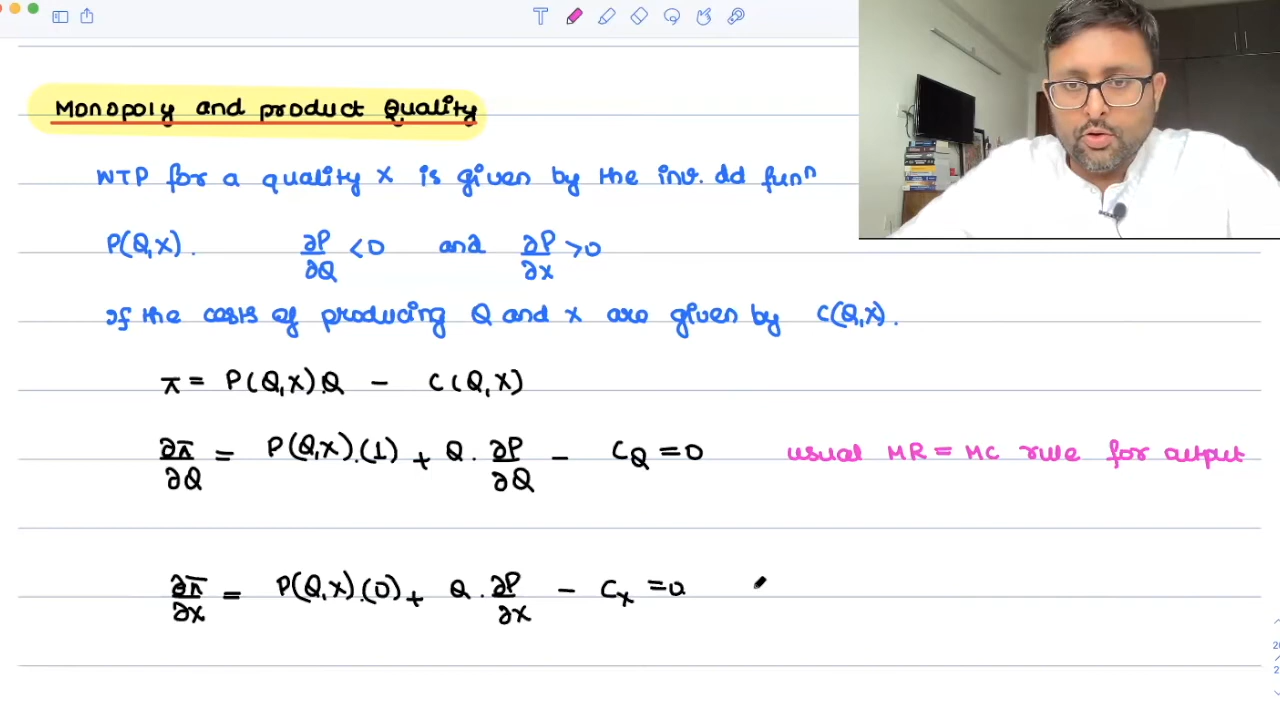 Monopoly and product Quality
WTP for a quality X is given by the inv. dd funⁿ
P(Q,X). ∂P/∂Q <0 and ∂P/∂x >0
If the costs of producing Q and x are given by C(Q,X).
π = P(Q,X)Q - C(Q,X)
∂π/∂Q = P(Q,X).(1) + Q. ∂P/∂Q - C_Q = 0 usual MR = MC rule for output
∂π/∂x = P(Q,X).(0) + Q. ∂P/∂x - C_x = 0